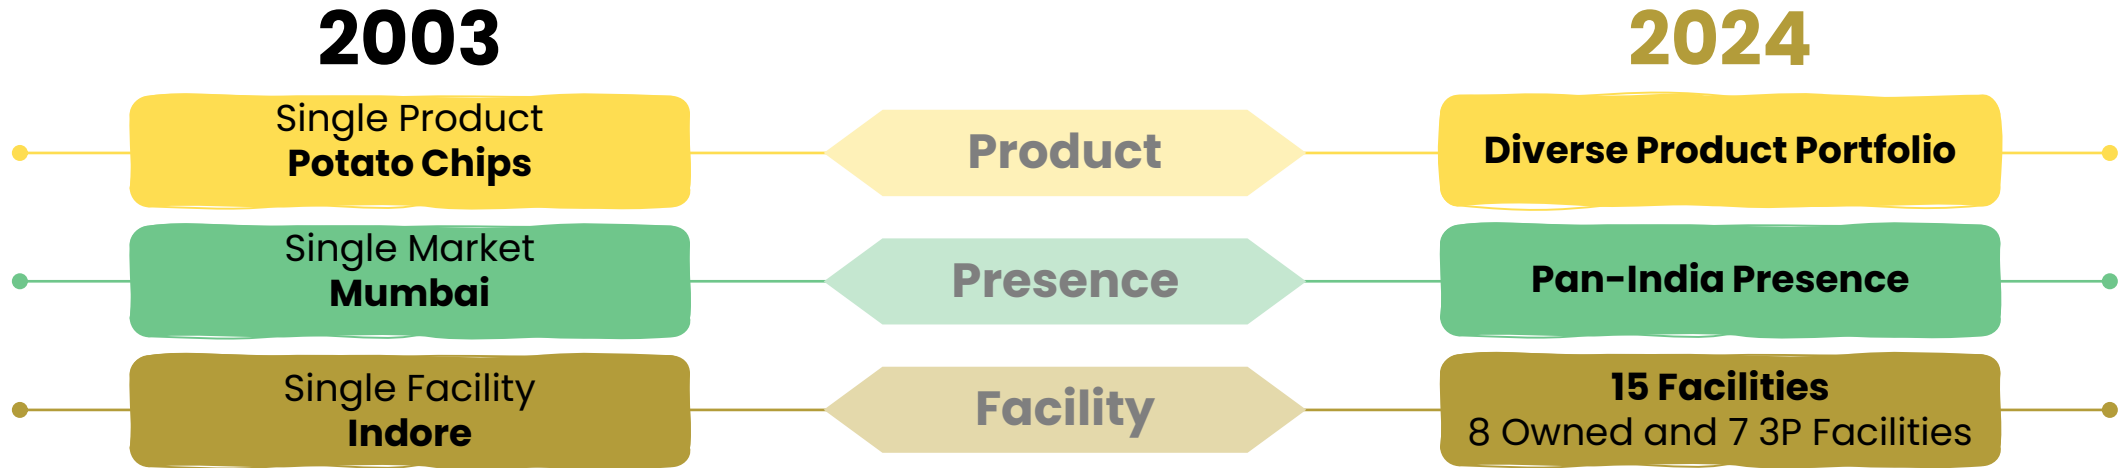 2003
2024
Single Product
Potato Chips
Product
Diverse Product Portfolio
Single Market
Mumbai
Presence
Pan-India Presence
Single Facility
Indore
Facility
15 Facilities
8 Owned and 7 3P Facilities